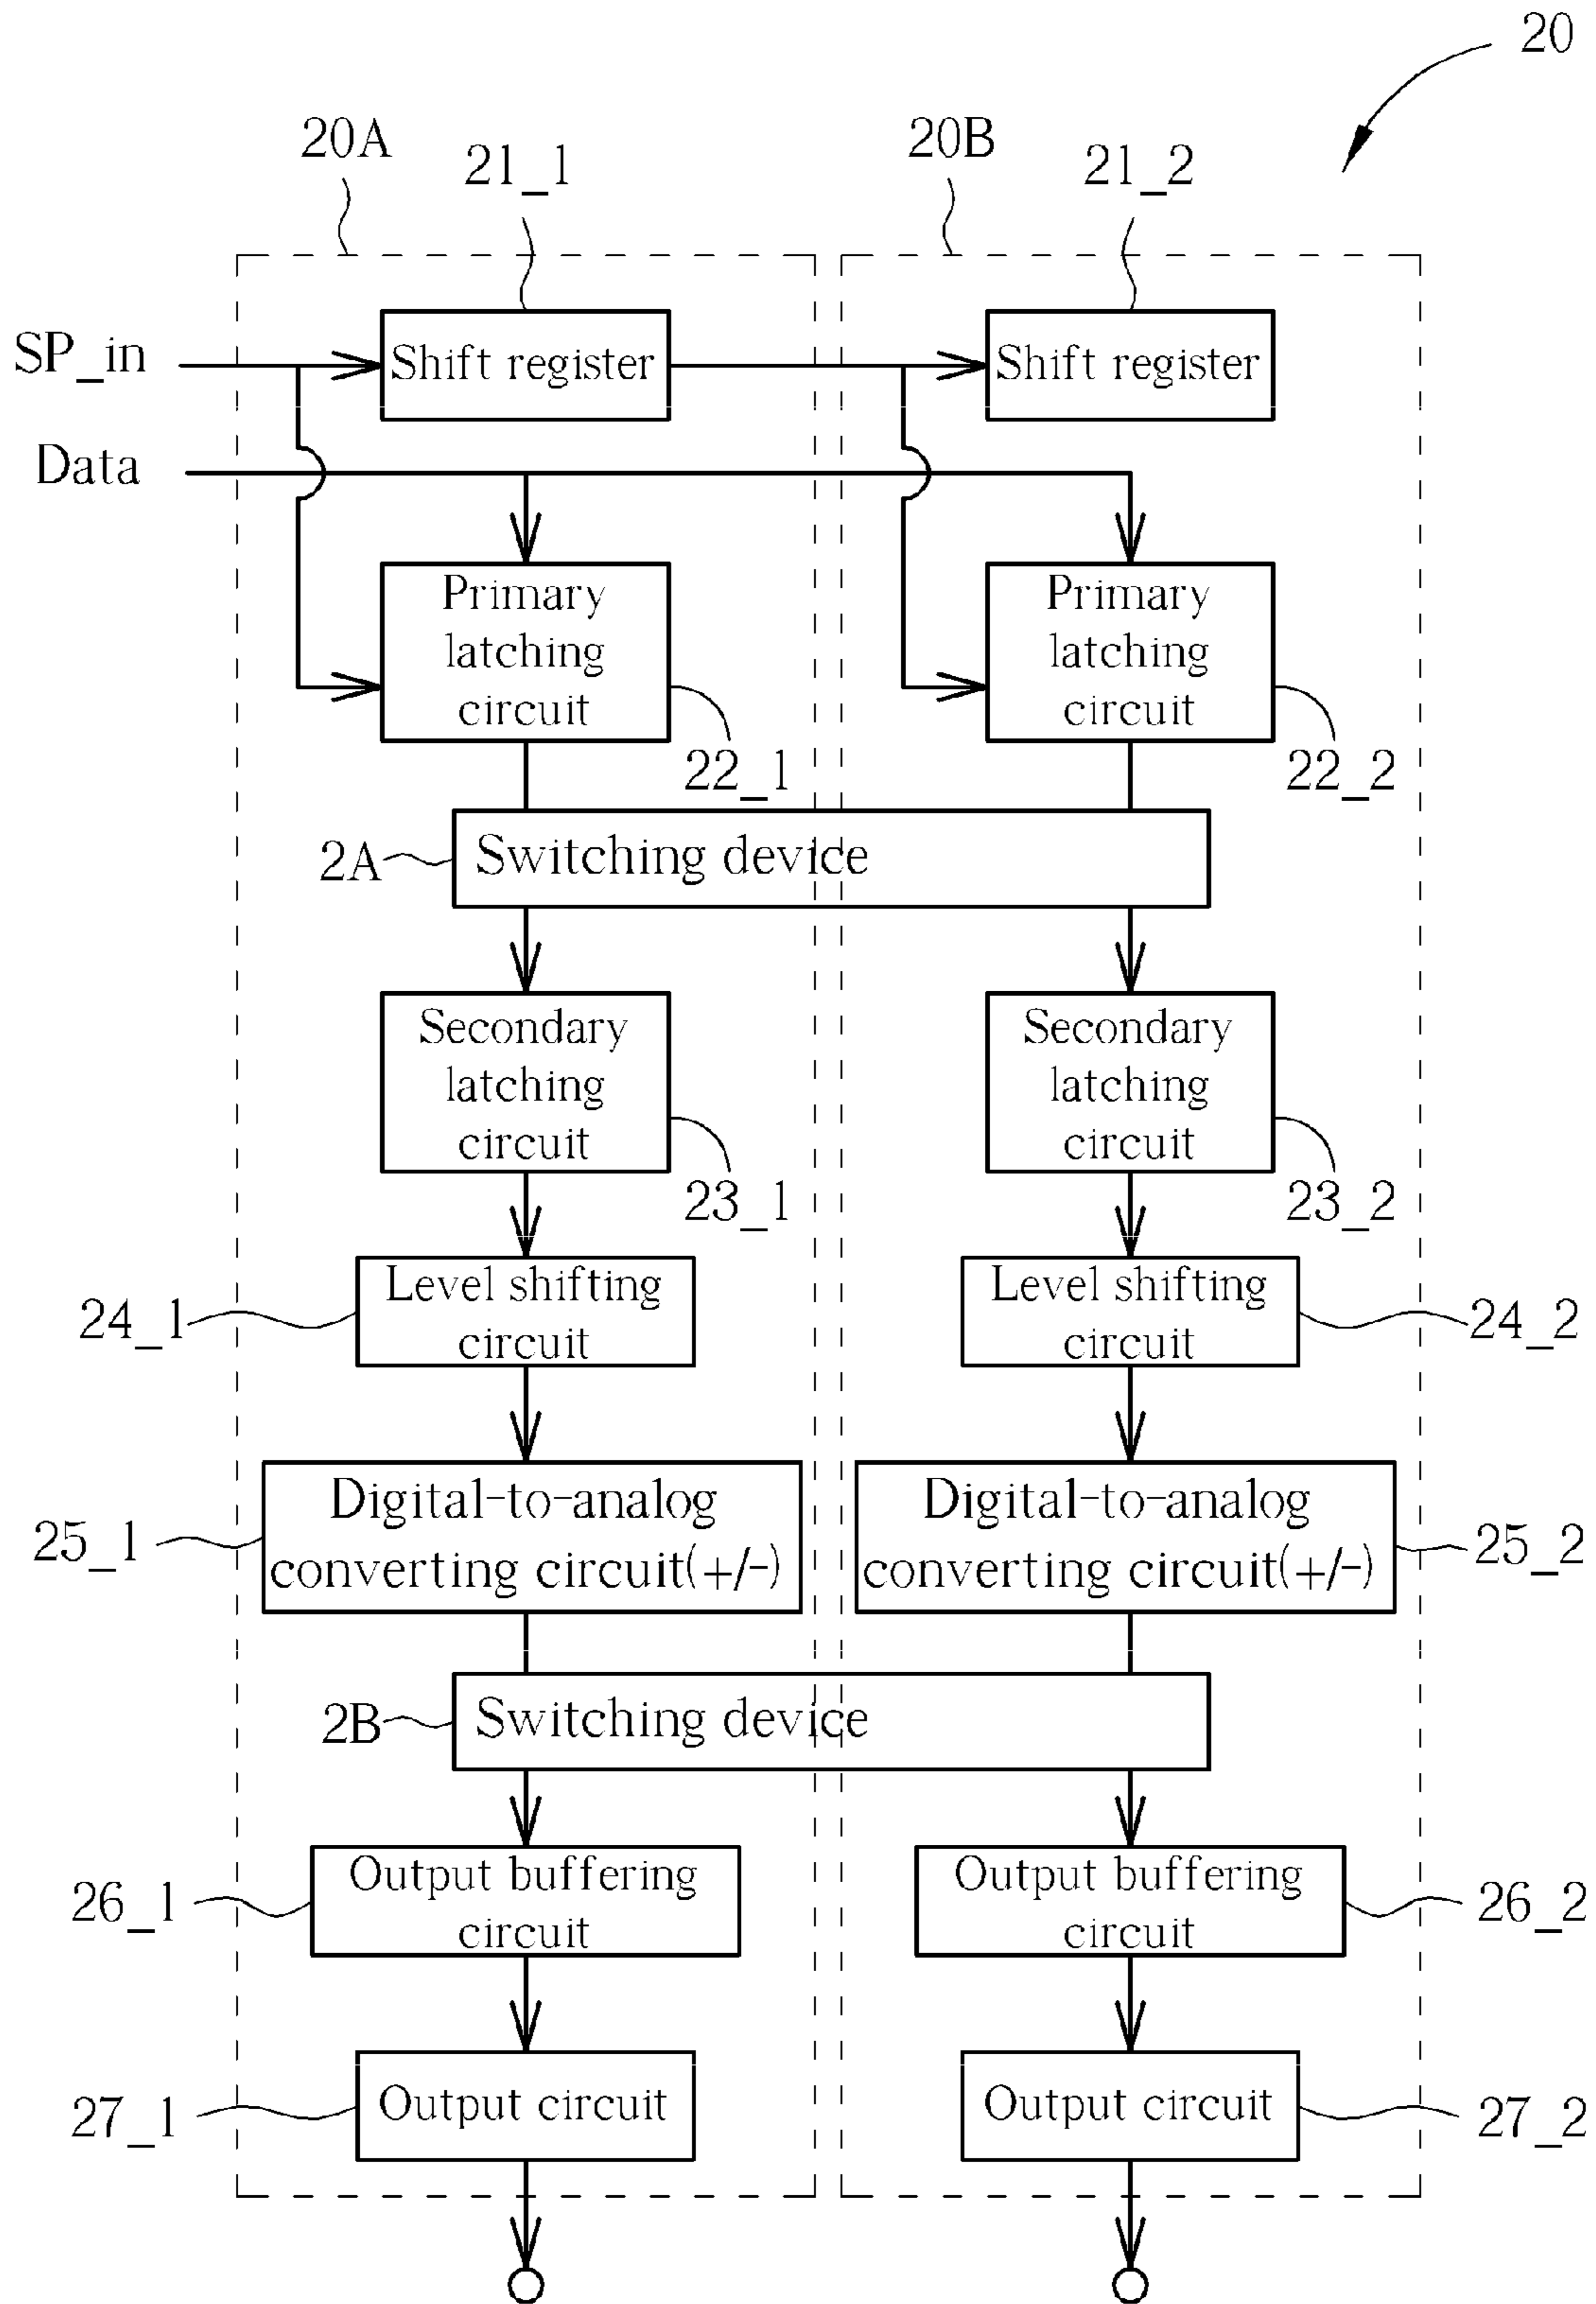 20
20A
20B
21_1
21_2
SP_in
Shift register
Shift register
Data
Primary
latching
circuit
Primary
latching
circuit
22_1
22_2
2A
Switching device
Secondary
latching
circuit
Secondary
latching
circuit
23_1
23_2
Level shifting
circuit
Level shifting
circuit
24_1
24_2
Digital-to-analog
converting circuit(+/-)
Digital-to-analog
converting circuit(+/-)
25_1
25_2
2B
Switching device
Output buffering
circuit
Output buffering
circuit
26_1
26_2
Output circuit
Output circuit
27_1
27_2